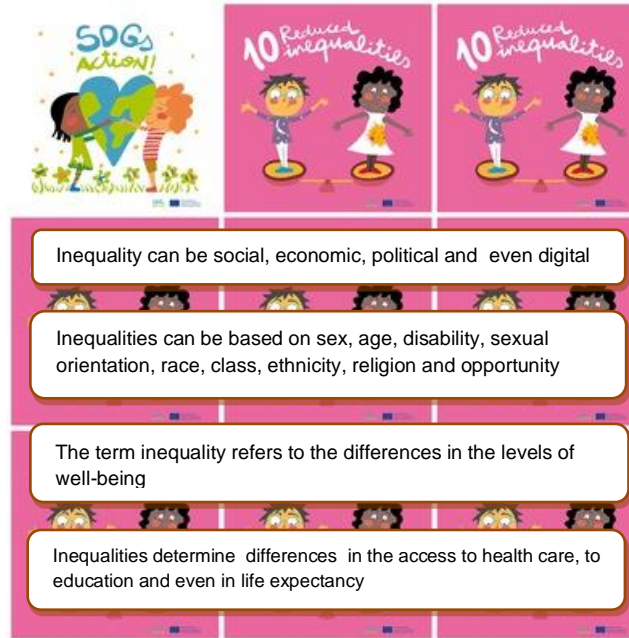 SDGs
ACTION!
10 Reduced
inequalities
10 Reduced
inequalities
Inequality can be social, economic, political and even digital
Inequalities can be based on sex, age, disability, sexual
orientation, race, class, ethnicity, religion and opportunity
The term inequality refers to the differences in the levels of
well-being
Inequalities determine differences in the access to health care, to
education and even in life expectancy